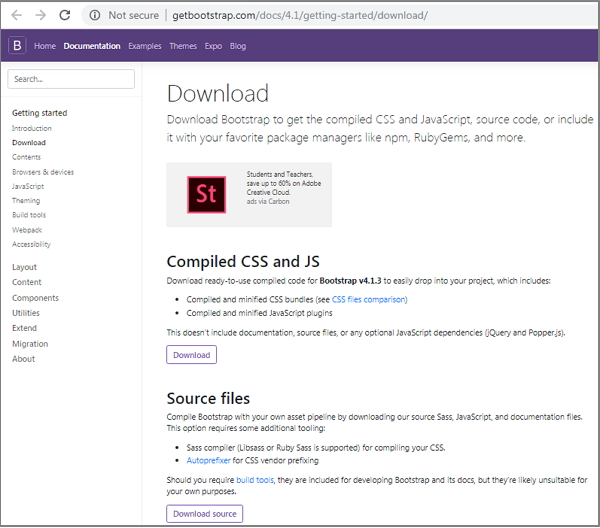 Not secure | getbootstrap.com/docs/4.1/getting-started/download/
B Home Documentation Examples Themes Expo Blog
Search...
Getting started
Introduction
Download
Contents
Browsers & devices
JavaScript
Theming
Build tools
Webpack
Accessibility
Layout
Content
Components
Utilities
Extend
Migration
About
Download
Download Bootstrap to get the compiled CSS and JavaScript, source code, or include
it with your favorite package managers like npm, RubyGems, and more.
St
Students and Teachers,
save up to 60% on Adobe
Creative Cloud.
ads via Carbon
Compiled CSS and JS
Download ready-to-use compiled code for Bootstrap v4.1.3 to easily drop into your project, which includes:
• Compiled and minified CSS bundles (see CSS files comparison)
• Compiled and minified JavaScript plugins
This doesn't include documentation, source files, or any optional JavaScript dependencies (jQuery and Popper.js).
Download
Source files
Compile Bootstrap with your own asset pipeline by downloading our source Sass, JavaScript, and documentation files.
This option requires some additional tooling:
• Sass compiler (Libsass or Ruby Sass is supported) for compiling your CSS.
• Autoprefixer for CSS vendor prefixing
Should you require build tools, they are included for developing Bootstrap and its docs, but they're likely unsuitable
for your own purposes.
Download source